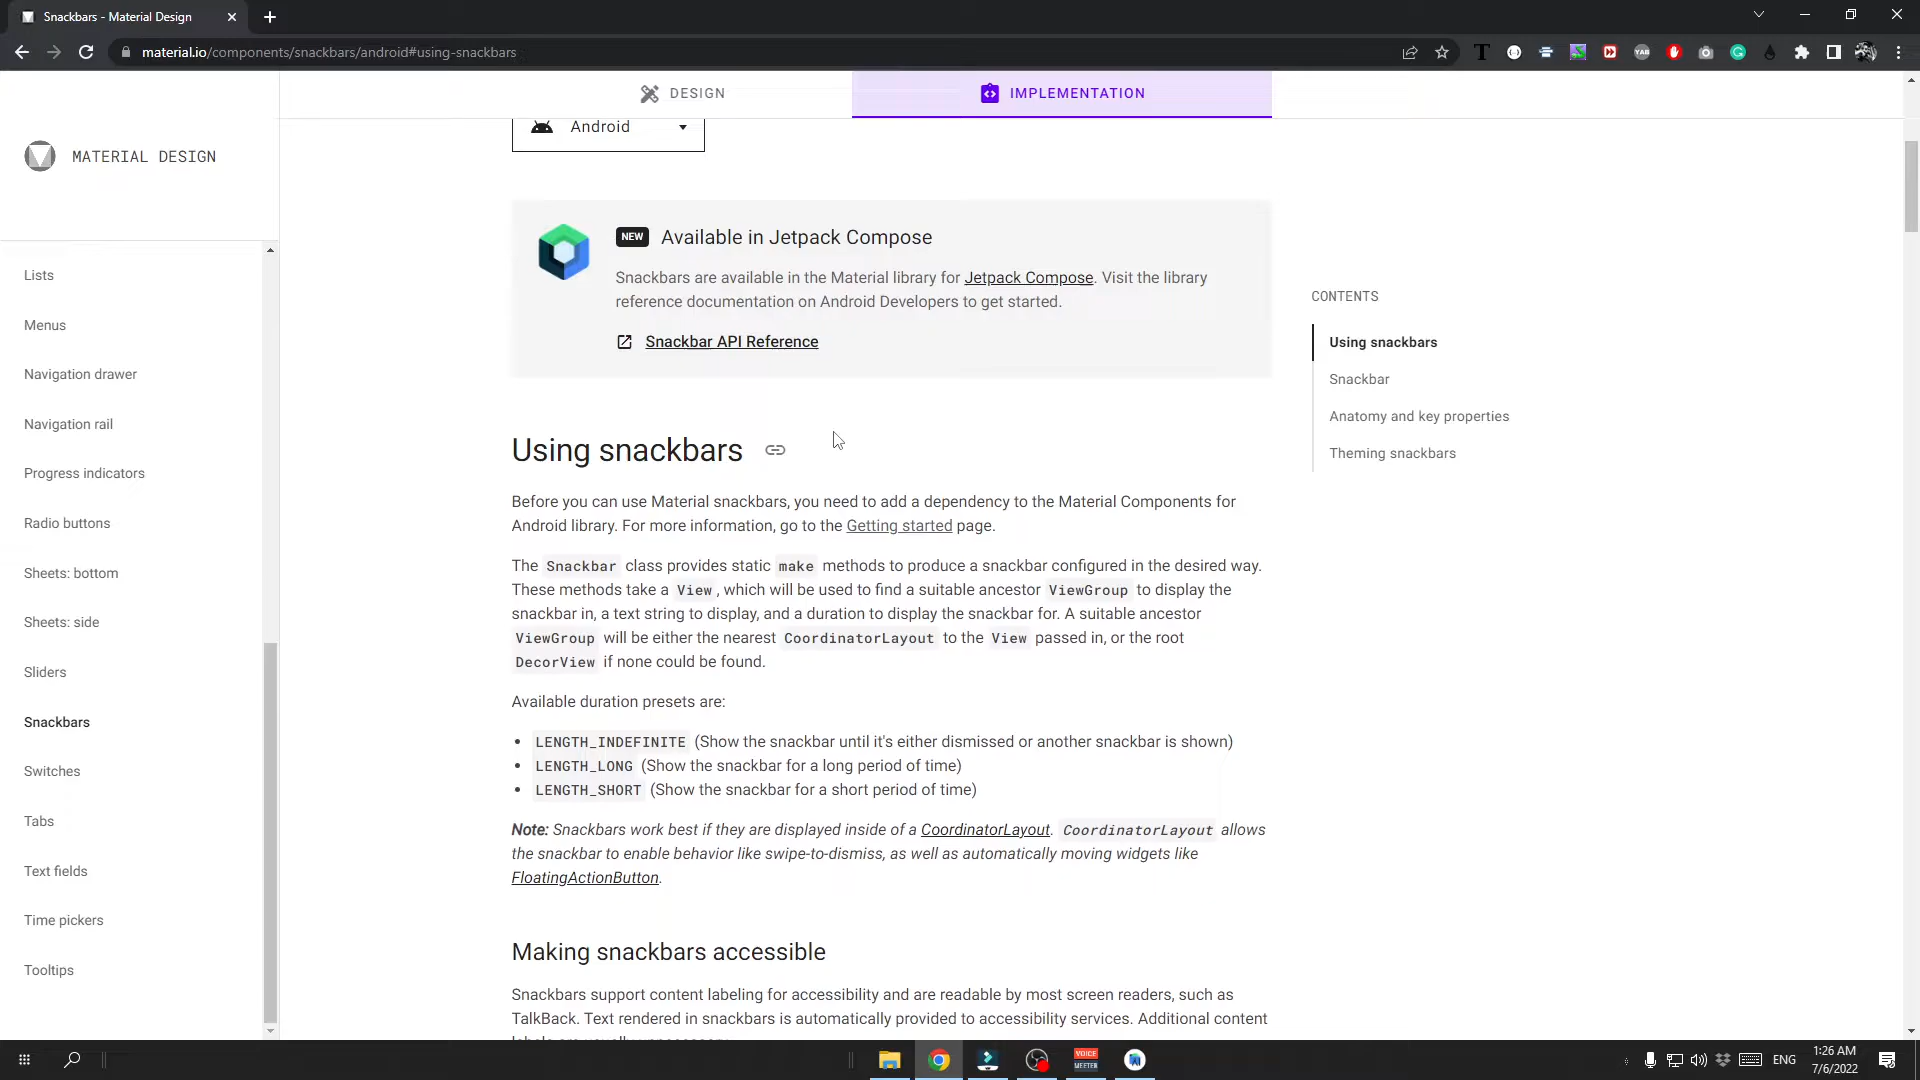 Snackbars - Material Design
material.io/components/snackbars/android#using-snackbars
DESIGN
IMPLEMENTATION
MATERIAL DESIGN
Android
Lists
Menus
Navigation drawer
Navigation rail
Progress indicators
Radio buttons
Sheets: bottom
Sheets: side
Sliders
Snackbars
Switches
Tabs
Text fields
Time pickers
Tooltips
NEW Available in Jetpack Compose
Snackbars are available in the Material library for Jetpack Compose. Visit the library
reference documentation on Android Developers to get started.
Snackbar API Reference
Using snackbars
Before you can use Material snackbars, you need to add a dependency to the Material Components for
Android library. For more information, go to the Getting started page.
The Snackbar class provides static make methods to produce a snackbar configured in the desired way.
These methods take a View, which will be used to find a suitable ancestor ViewGroup to display the
snackbar in, a text string to display, and a duration to display the snackbar for. A suitable ancestor
ViewGroup will be either the nearest CoordinatorLayout to the View passed in, or the root
DecorView if none could be found.
Available duration presets are:
• LENGTH_INDEFINITE (Show the snackbar until it's either dismissed or another snackbar is shown)
• LENGTH_LONG (Show the snackbar for a long period of time)
• LENGTH_SHORT (Show the snackbar for a short period of time)
Note: Snackbars work best if they are displayed inside of a CoordinatorLayout. CoordinatorLayout allows
the snackbar to enable behavior like swipe-to-dismiss, as well as automatically moving widgets like
FloatingActionButton.
Making snackbars accessible
Snackbars support content labeling for accessibility and are readable by most screen readers, such as
TalkBack. Text rendered in snackbars is automatically provided to accessibility services. Additional content
CONTENTS
Using snackbars
Snackbar
Anatomy and key properties
Theming snackbars
VOICE
MEETER
ENG
1:26 AM
7/6/2022